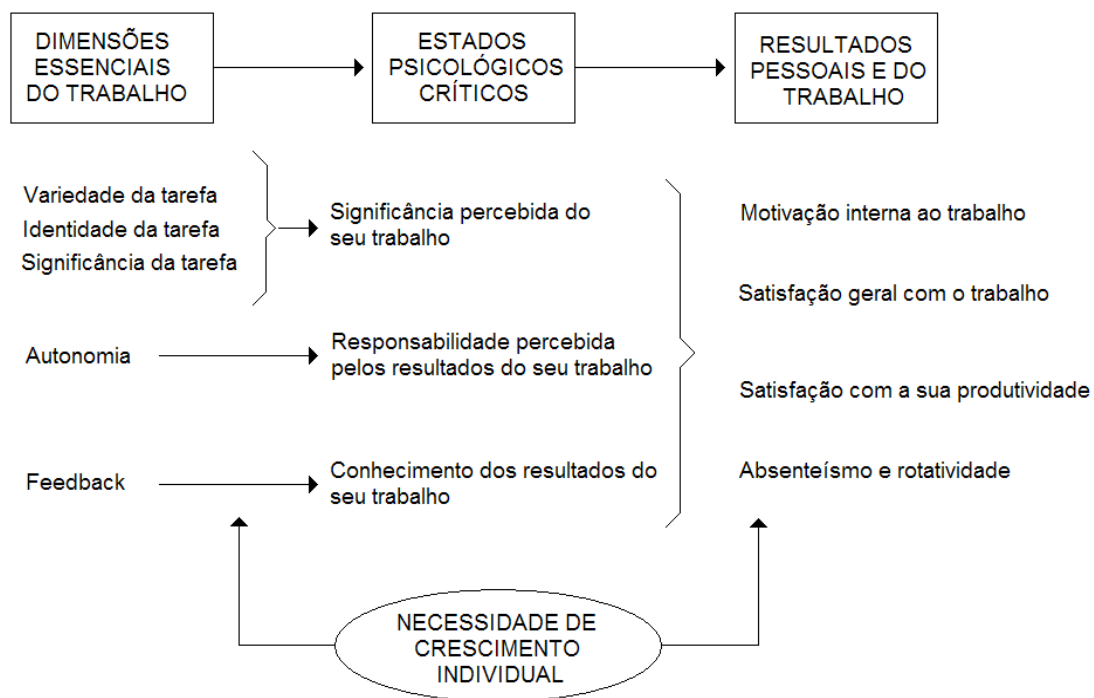 DIMENSÕES
ESSENCIAIS
DO TRABALHO
ESTADOS
PSICOLÓGICOS
CRÍTICOS
RESULTADOS
PESSOAIS E DO
TRABALHO
Variedade da tarefa
Identidade da tarefa
Significância da tarefa
Significância percebida do
seu trabalho
Motivação interna ao trabalho
Satisfação geral com o trabalho
Autonomia
Responsabilidade percebida
pelos resultados do seu trabalho
Satisfação com a sua produtividade
Feedback
Conhecimento dos resultados do
seu trabalho
Absenteísmo e rotatividade
NECESSIDADE DE
CRESCIMENTO
INDIVIDUAL